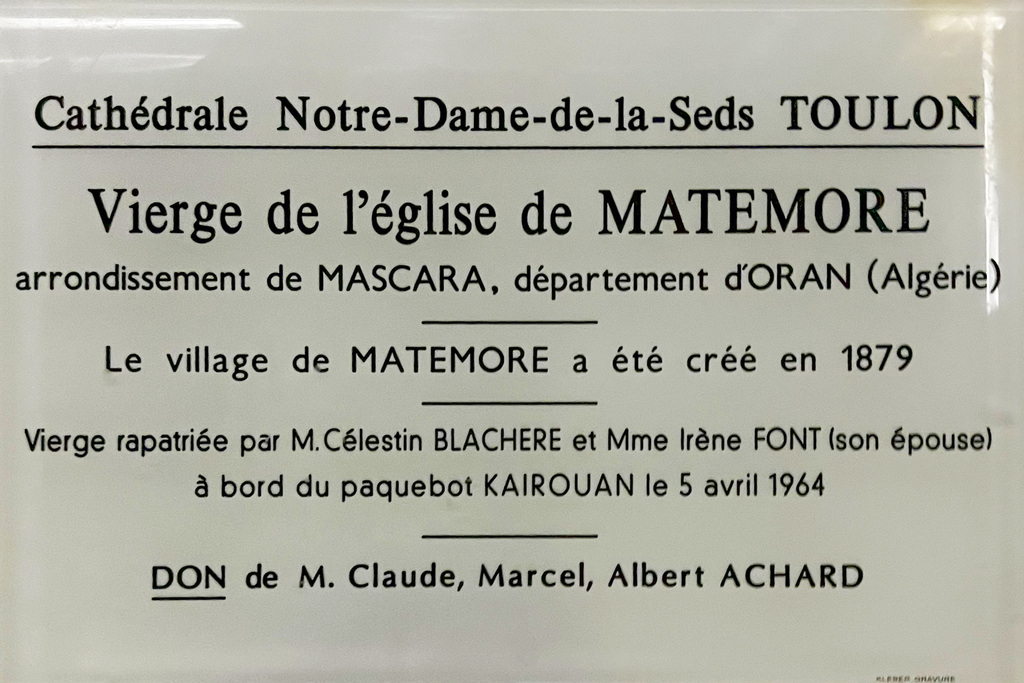 Cathédrale Notre-Dame-de-la-Seds TOULON
Vierge de l'église de MATEMORE
arrondissement de MASCARA, département d'ORAN (Algérie)
Le village de MATEMORE a été créé en 1879
Vierge rapatriée par M. Célestin BLACHERE et Mme Irène FONT (son épouse)
à bord du paquebot KAIROUAN le 5 avril 1964
DON de M. Claude, Marcel, Albert ACHARD
KLEBER GRAVURE